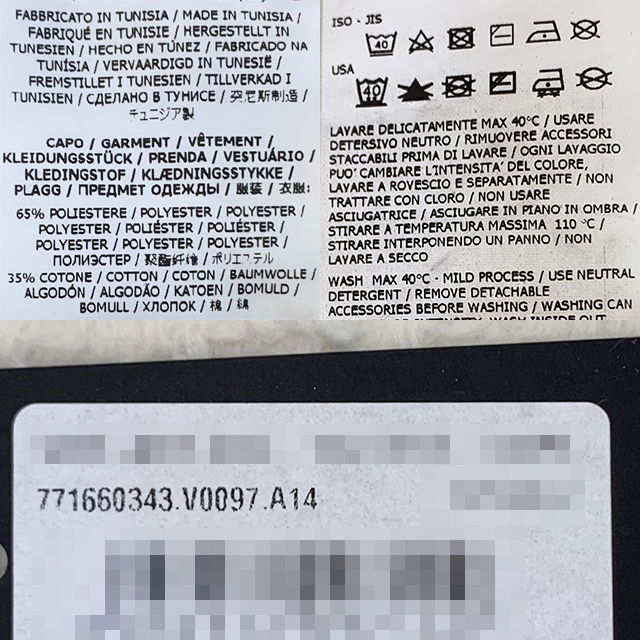 FABBRICATO IN TUNISIA / MADE IN TUNISIA /
FABRIQUÉ EN TUNISIE / HERGESTELLT IN
TUNESIEN / HECHO EN TÚNEZ / FABRICADO NA
TUNÍSIA / VERVAARDIGD IN TUNESIË /
FREMSTILLET I TUNESIEN / TILLVERKAD I
TUNISIEN / СДЕЛАНО В ТУНИСЕ / 突尼斯制造 /
チュニジア製
CAPO / GARMENT / VÊTEMENT /
KLEIDUNGSSTÜCK / PRENDA / VESTUÁRIO /
KLEDINGSTOF / KLÆDNINGSSTYKKE /
PLAGG / ПРЕДМЕТ ОДЕЖДЫ / 服装 / 衣服:
65% POLIESTERE / POLYESTER / POLYESTER /
POLYESTER / POLIÉSTER / POLIÉSTER /
POLYESTER / POLYESTER / POLYESTER /
ПОЛИЭСТЕР / 聚酯纤维 / ポリエステル
35% COTONE / COTTON / COTON / BAUMWOLLE /
ALGODÓN / ALGODÃO / KATOEN / BOMULD /
BOMULL / ХЛОПОК / 棉 / 綿
ISO - JIS
40
USA
40
LAVARE DELICATAMENTE MAX 40°C / USARE
DETERSIVO NEUTRO / RIMUOVERE ACCESSORI
STACCABILI PRIMA DI LAVARE / OGNI LAVAGGIO
PUO' CAMBIARE L'INTENSITA' DEL COLORE,
LAVARE A ROVESCIO E SEPARATAMENTE / NON
TRATTARE CON CLORO / NON USARE
ASCIUGATRICE / ASCIUGARE IN PIANO IN OMBRA /
STIRARE A TEMPERATURA MASSIMA 110 °C /
STIRARE INTERPONENDO UN PANNO / NON
LAVARE A SECCO
WASH MAX 40°C - MILD PROCESS / USE NEUTRAL
DETERGENT / REMOVE DETACHABLE
ACCESSORIES BEFORE WASHING / WASHING CAN
771660343.V0097.A14